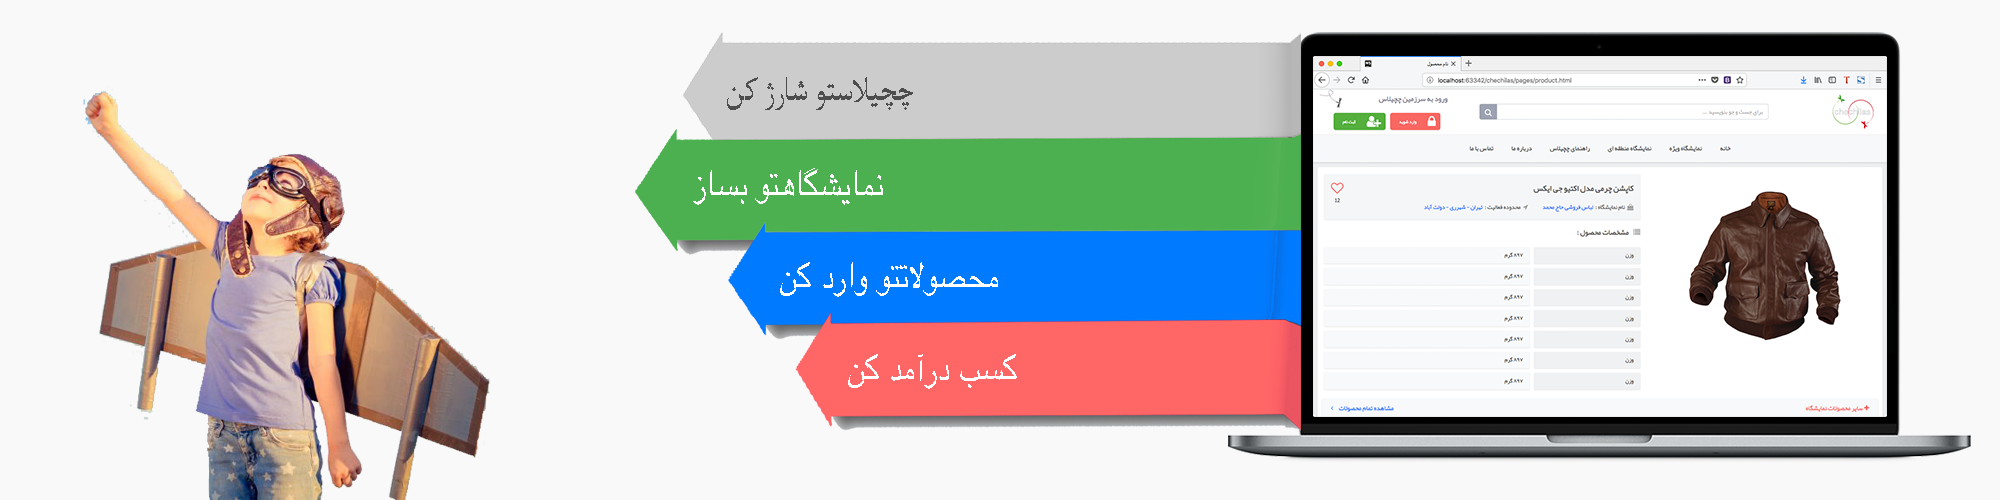 چچیلاستو شارژ کن
نمایشگاهتو بساز
محصولاتتو وارد کن
کسب درآمد کن
نام محصول
localhost:63342/chechilas/pages/product.html
ورود به سرزمین چچیلاس
وارد شوید
ثبت نام
برای جست و جو بنویسید ...
chechilas
خانه
نمایشگاه ویژه
نمایشگاه منطقه ای
راهنمای چچیلاس
درباره ما
تماس با ما
کاپشن چرمی مدل اکتیو جی ایکس
12
نام نمایشگاه : لباس فروشی حاج محمد محدوده فعالیت : تهران - شهرری - دولت آباد
مشخصات محصول :
وزن ۸۹۷ گرم
وزن ۸۹۷ گرم
وزن ۸۹۷ گرم
وزن ۸۹۷ گرم
وزن ۸۹۷ گرم
وزن ۸۹۷ گرم
وزن ۸۹۷ گرم
+ سایر محصولات نمایشگاه
مشاهده تمام محصولات